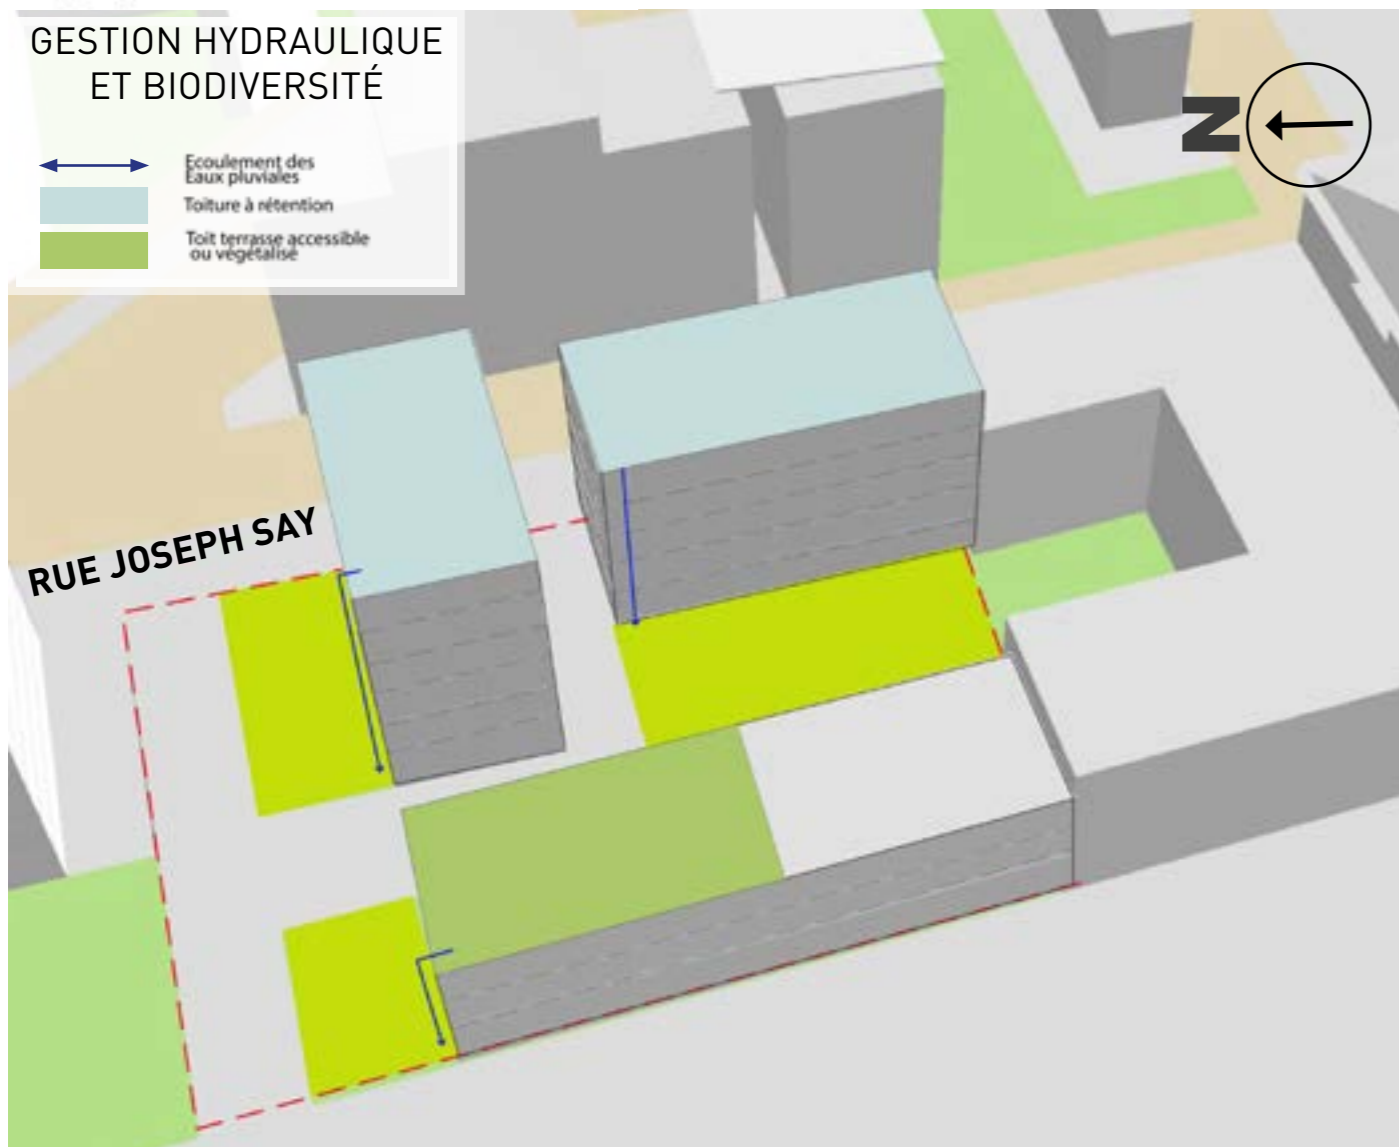 GESTION HYDRAULIQUE
ET BIODIVERSITÉ
Ecoulement des
Eaux pluviales
Toiture à rétention
Toit terrasse accessible
ou végétalisé
N
RUE JOSEPH SAY